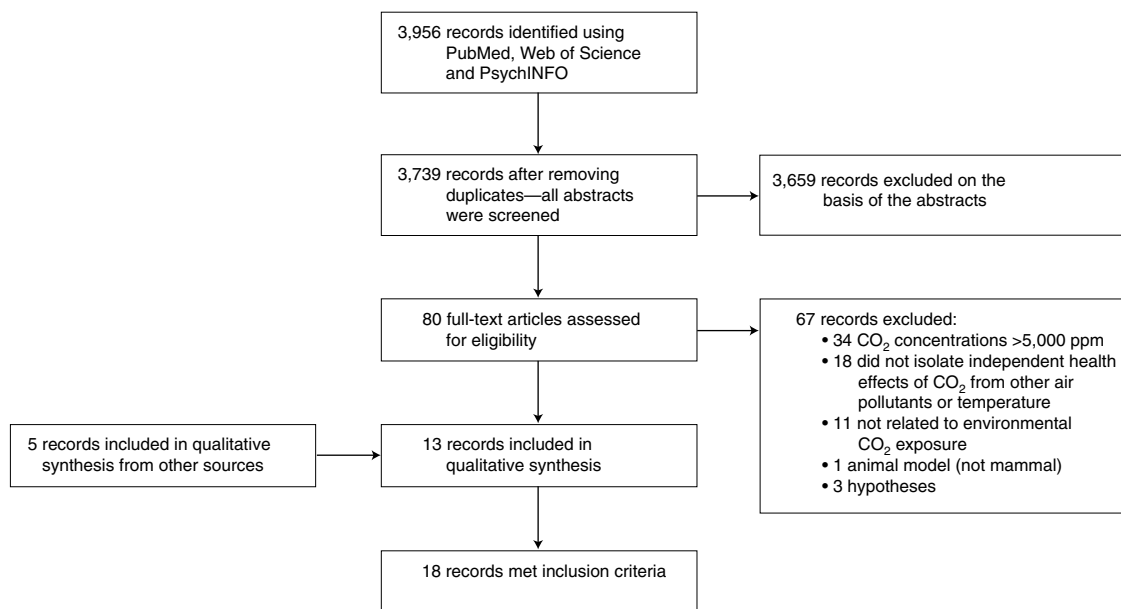 3,956 records identified using
PubMed, Web of Science
and PsychINFO
3,739 records after removing
duplicates—all abstracts
were screened
3,659 records excluded on the
basis of the abstracts
80 full-text articles assessed
for eligibility
67 records excluded:
• 34 CO₂ concentrations >5,000 ppm
• 18 did not isolate independent health
effects of CO₂ from other air
pollutants or temperature
• 11 not related to environmental
CO₂ exposure
• 1 animal model (not mammal)
• 3 hypotheses
5 records included in qualitative
synthesis from other sources
13 records included in
qualitative synthesis
18 records met inclusion criteria